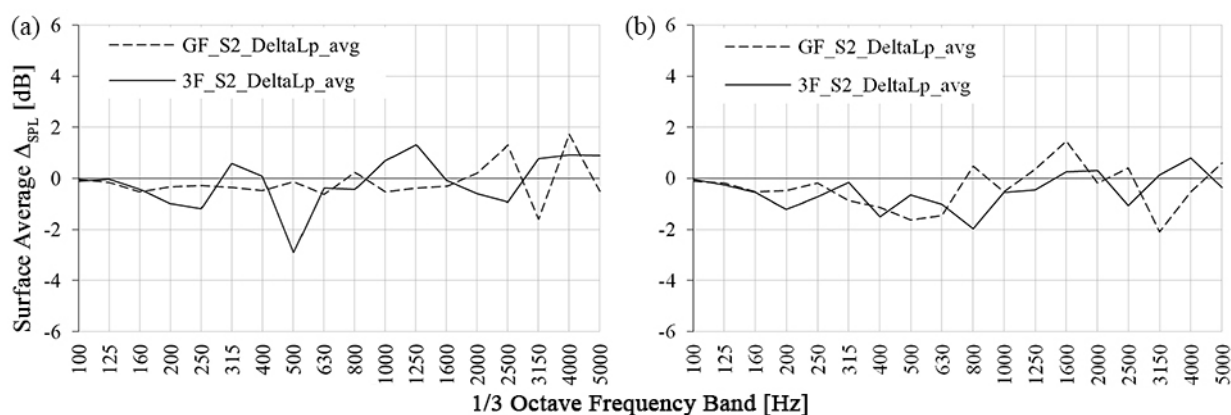 (a)
6
4
2
0
-2
-4
-6
Surface Average ΔSPL [dB]
GF_S2_DeltaLp_avg
3F_S2_DeltaLp_avg
100 125 160 200 250 315 400 500 630 800 1000 1250 1600 2000 2500 3150 4000 5000
(b)
6
4
2
0
-2
-4
-6
GF_S2_DeltaLp_avg
3F_S2_DeltaLp_avg
100 125 160 200 250 315 400 500 630 800 1000 1250 1600 2000 2500 3150 4000 5000
1/3 Octave Frequency Band [Hz]